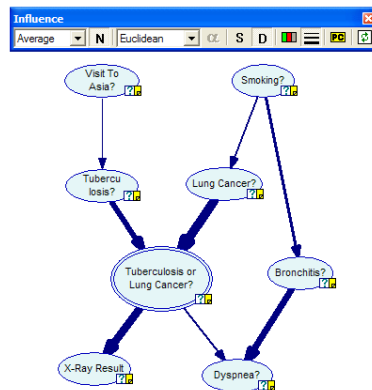 Influence
Average N Euclidean α S D PC
Visit To
Asia?
Smoking?
Tubercu
losis?
Lung Cancer?
Tuberculosis or
Lung Cancer?
Bronchitis?
X-Ray Result
Dyspnea?